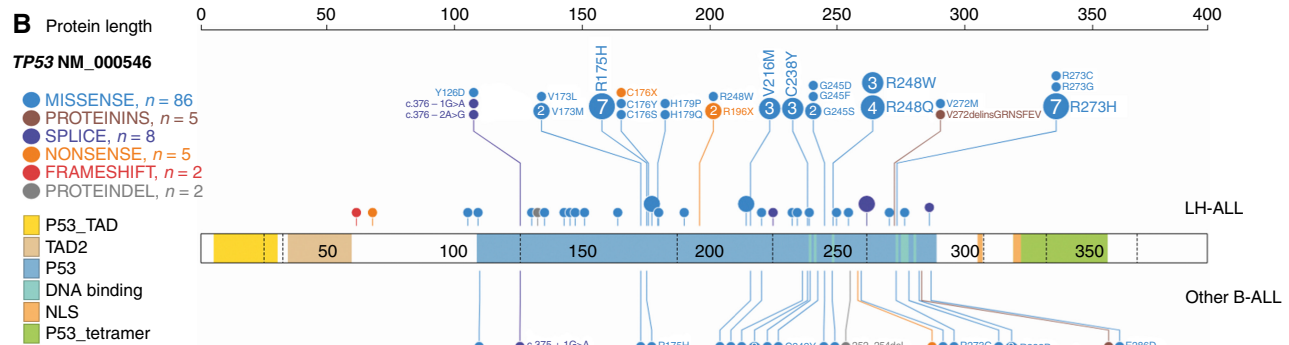 B Protein length
0 50 100 150 200 250 300 350 400
TP53 NM_000546
MISSENSE, n = 86
PROTEININS, n = 5
SPLICE, n = 8
NONSENSE, n = 5
FRAMESHIFT, n = 2
PROTEINDEL, n = 2
P53_TAD
TAD2
P53
DNA binding
NLS
P53_tetramer
Y126D
c.376 – 1G>A
c.376 – 2A>G
V173L
2 V173M
R175H
7
C176X
C176Y
C176S
H179P
H179Q
R248W
2 R196X
V216M
3
C238Y
3
G245D
G245F
2 G245S
3 R248W
4 R248Q
V272M
V272delinsGRNSFEV
R273C
R273G
7 R273H
LH-ALL
50 100 150 200 250 300 350
Other B-ALL
R175H